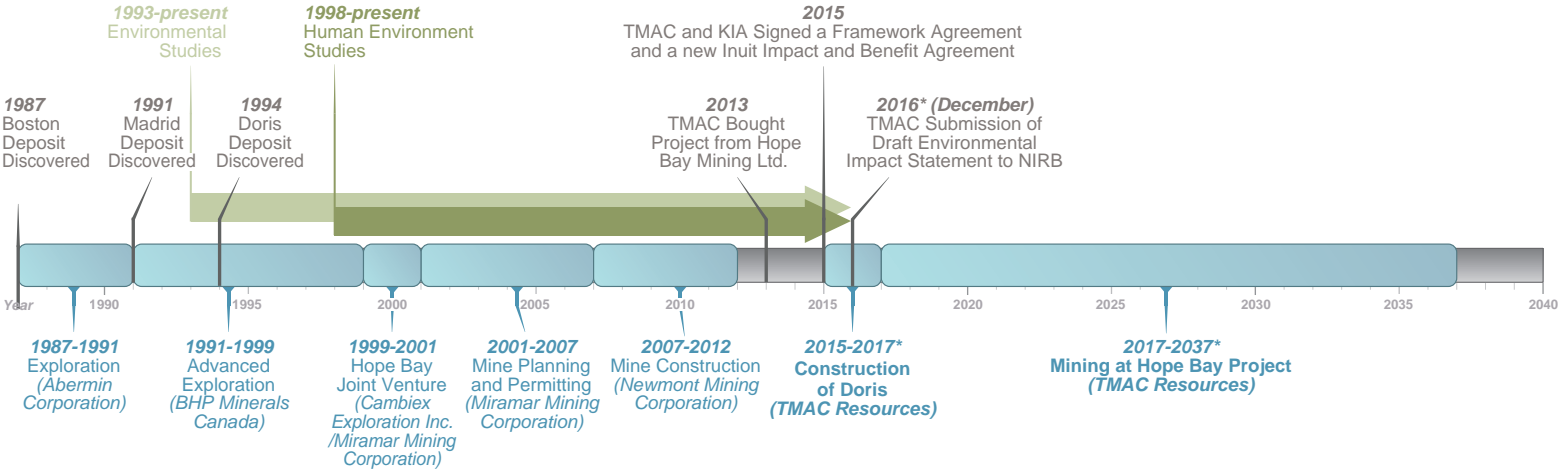 1993-present
Environmental
Studies
1998-present
Human Environment
Studies
2015
TMAC and KIA Signed a Framework Agreement
and a new Inuit Impact and Benefit Agreement
1987
Boston
Deposit
Discovered
1991
Madrid
Deposit
Discovered
1994
Doris
Deposit
Discovered
2013
TMAC Bought
Project from Hope
Bay Mining Ltd.
2016* (December)
TMAC Submission of
Draft Environmental
Impact Statement to NIRB
Year 1990 1995 2000 2005 2010 2015 2020 2025 2030 2035 2040
1987-1991
Exploration
(Abermin
Corporation)
1991-1999
Advanced
Exploration
(BHP Minerals
Canada)
1999-2001
Hope Bay
Joint Venture
(Cambiex
Exploration Inc.
/Miramar Mining
Corporation)
2001-2007
Mine Planning
and Permitting
(Miramar Mining
Corporation)
2007-2012
Mine Construction
(Newmont Mining
Corporation)
2015-2017*
Construction
of Doris
(TMAC Resources)
2017-2037*
Mining at Hope Bay Project
(TMAC Resources)